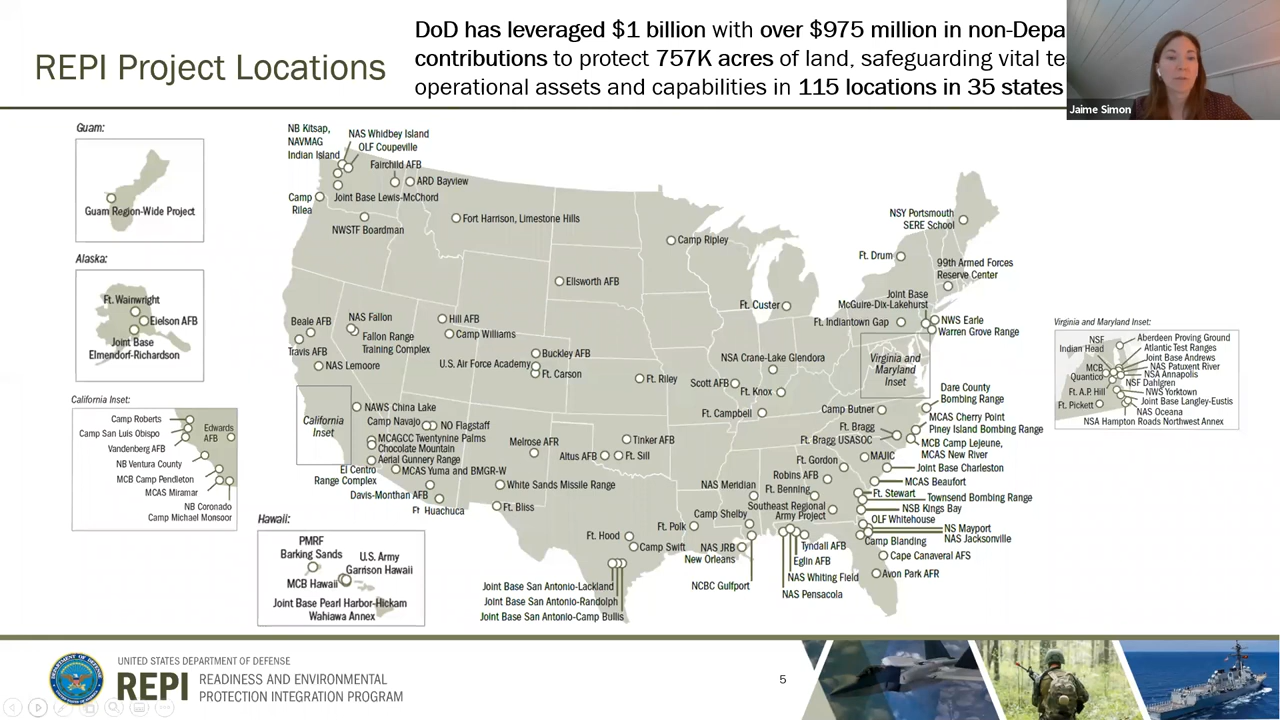 REPI Project Locations
DoD has leveraged $1 billion with over $975 million in non-Depa
contributions to protect 757K acres of land, safeguarding vital te
operational assets and capabilities in 115 locations in 35 states
Jaime Simon
Guam:
Guam Region-Wide Project
Alaska:
Ft. Wainwright
Eielson AFB
Joint Base
Elmendorf-Richardson
California Inset:
Camp Roberts
Camp San Luis Obispo
Vandenberg AFB
NB Ventura County
MCB Camp Pendleton
MCAS Miramar
NB Coronado
Camp Michael Monsoor
Edwards
AFB
Hawaii:
PMRF
Barking Sands
U.S. Army
Garrison Hawaii
MCB Hawaii
Joint Base Pearl Harbor-Hickam
Wahiawa Annex
NB Kitsap,
NAVMAG
Indian Island
NAS Whidbey Island
OLF Coupeville
Fairchild AFB
ARD Bayview
Joint Base Lewis-McChord
Camp
Rilea
NWSTF Boardman
Fort Harrison, Limestone Hills
Camp Ripley
Ellsworth AFB
Beale AFB
NAS Fallon
Fallon Range
Training Complex
Travis AFB
NAS Lemoore
Hill AFB
Camp Williams
Buckley AFB
U.S. Air Force Academy
Ft. Carson
Ft. Riley
California
Inset
NAWS China Lake
Camp Navajo
NO Flagstaff
MCAGCC Twentynine Palms
Chocolate Mountain
Aerial Gunnery Range
El Centro
Range Complex
MCAS Yuma and BMGR-W
Davis-Monthan AFB
Ft Huachuca
Melrose AFR
White Sands Missile Range
Ft. Bliss
Tinker AFB
Altus AFB
Ft. Sill
Ft. Hood
Camp Swift
Joint Base San Antonio-Lackland
Joint Base San Antonio-Randolph
Joint Base San Antonio-Camp Bullis
Ft. Polk
NAS JRB
New Orleans
Camp Shelby
NAS Meridian
NCBC Gulfport
Ft. Custer
NSA Crane-Lake Glendora
Scott AFB
Ft. Knox
Ft. Campbell
NSY Portsmouth
SERE School
Ft. Drum
99th Armed Forces
Reserve Center
Joint Base
McGuire-Dix-Lakehurst
Ft. Indiantown Gap
NWS Earle
Warren Grove Range
Virginia and
Maryland
Inset
Dare County
Bombing Range
Camp Butner
MCAS Cherry Point
Piney Island Bombing Range
Ft. Bragg
Ft. Bragg USASOC
MCB Camp Lejeune,
MCAS New River
MAJIC
Ft. Gordon
Joint Base Charleston
Robins AFB
MCAS Beaufort
Ft. Benning
Ft. Stewart
Townsend Bombing Range
Southeast Regional
Army Project
NSB Kings Bay
OLF Whitehouse
NS Mayport
NAS Jacksonville
Camp Blanding
Tyndall AFB
Eglin AFB
NAS Whiting Field
NAS Pensacola
Cape Canaveral AFS
Avon Park AFR
Virginia and Maryland Inset:
NSF
Indian Head
MCB
Quantico
Ft. A.P. Hill
Ft. Pickett
Aberdeen Proving Ground
Atlantic Test Ranges
Joint Base Andrews
NAS Patuxent River
NSA Annapolis
NSF Dahlgren
NWS Yorktown
Joint Base Langley-Eustis
NAS Oceana
NSA Hampton Roads Northwest Annex
UNITED STATES DEPARTMENT OF DEFENSE
REPI
READINESS AND ENVIRONMENTAL
PROTECTION INTEGRATION PROGRAM
5